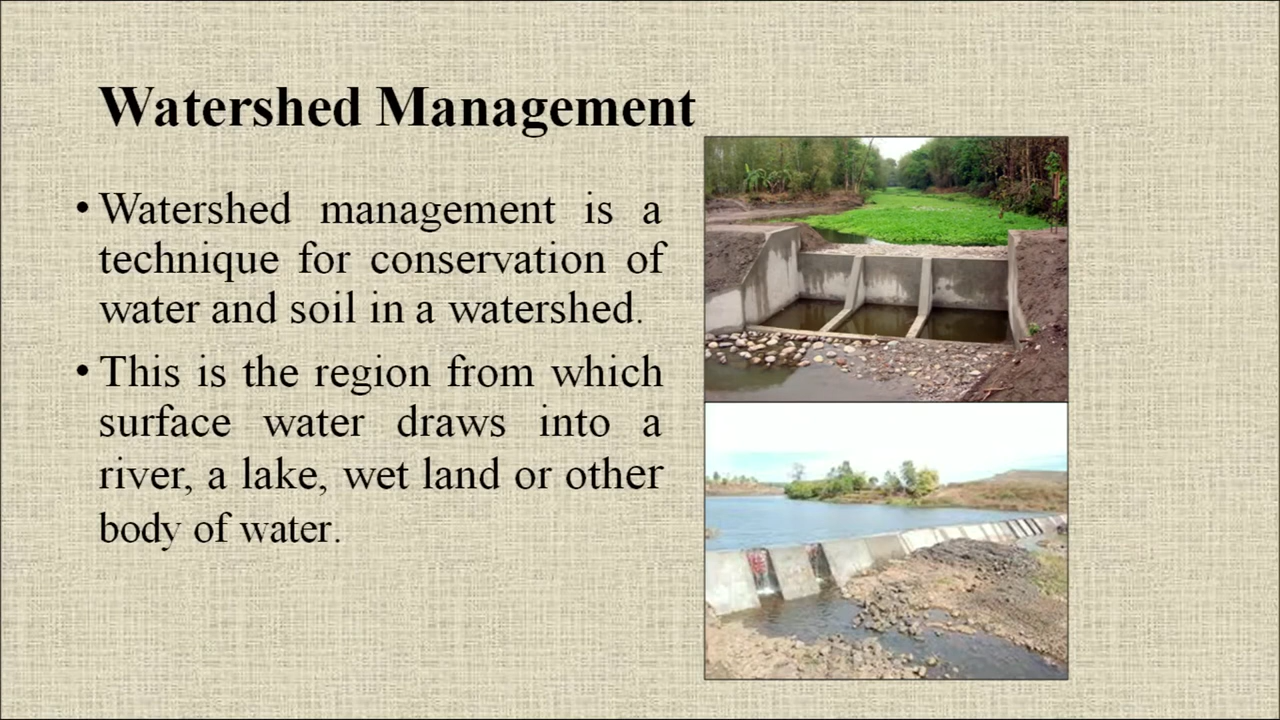 Watershed Management
• Watershed management is a
technique for conservation of
water and soil in a watershed.
• This is the region from which
surface water draws into a
river, a lake, wet land or other
body of water.